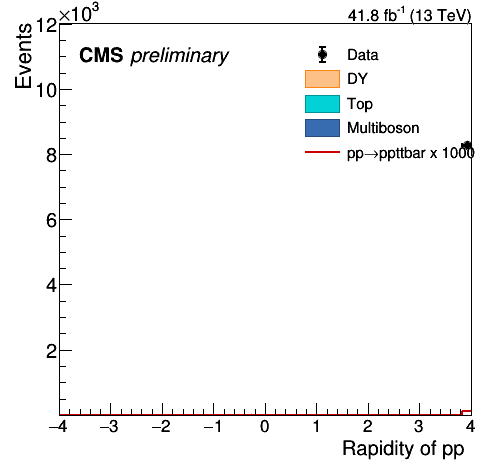 ×10³
41.8 fb⁻¹ (13 TeV)
Events
CMS preliminary
Data
DY
Top
Multiboson
pp→ppttbar x 1000
12
10
8
6
4
2
−4 −3 −2 −1 0 1 2 3 4
Rapidity of pp